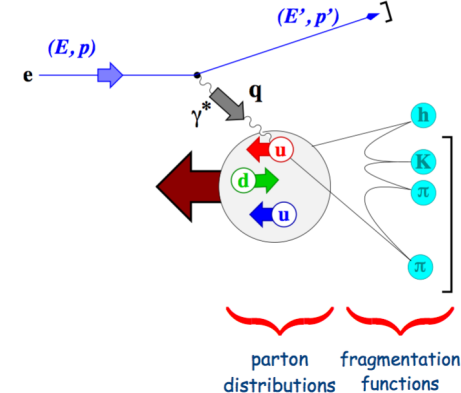 (E', p')
(E, p)
e
q
γ*
h
u
K
d
π
u
π
parton fragmentation
distributions functions